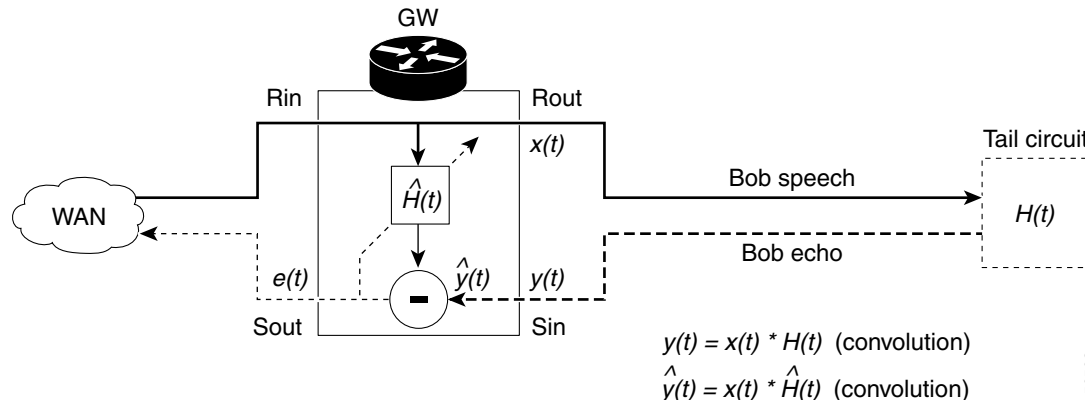 GW
Rin
Rout
x(t)
Tail circuit
Ĥ(t)
Bob speech
WAN
H(t)
Bob echo
e(t)
ŷ(t)
y(t)
Sout
Sin
y(t) = x(t) * H(t) (convolution)
ŷ(t) = x(t) * Ĥ(t) (convolution)